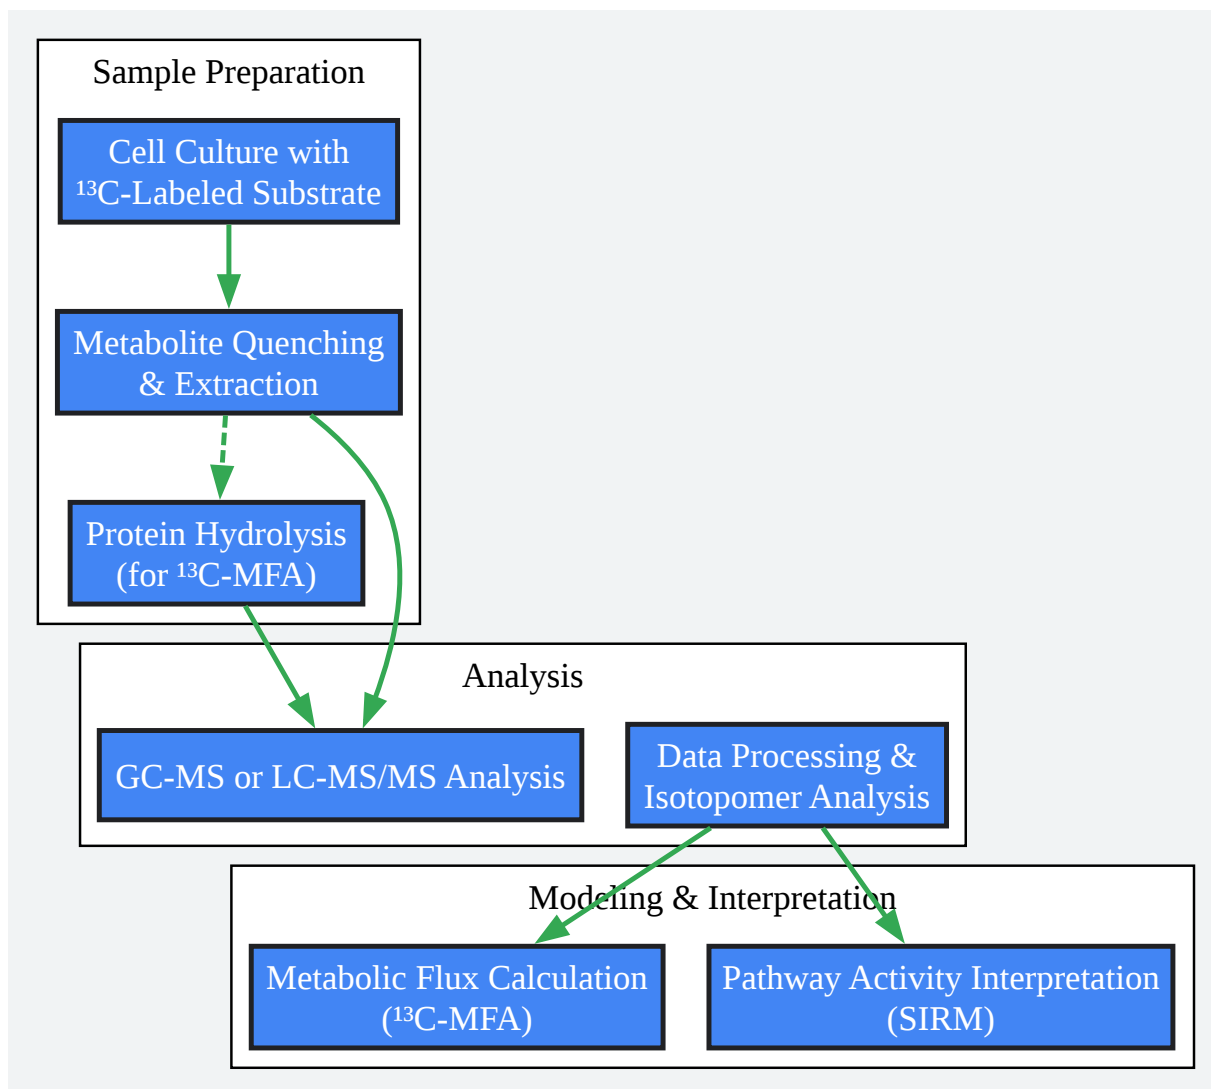 Sample Preparation
Cell Culture with
¹³C-Labeled Substrate
Metabolite Quenching
& Extraction
Protein Hydrolysis
(for ¹³C-MFA)
Analysis
GC-MS or LC-MS/MS Analysis
Data Processing &
Isotopomer Analysis
Modeling & Interpretation
Metabolic Flux Calculation
(¹³C-MFA)
Pathway Activity Interpretation
(SIRM)